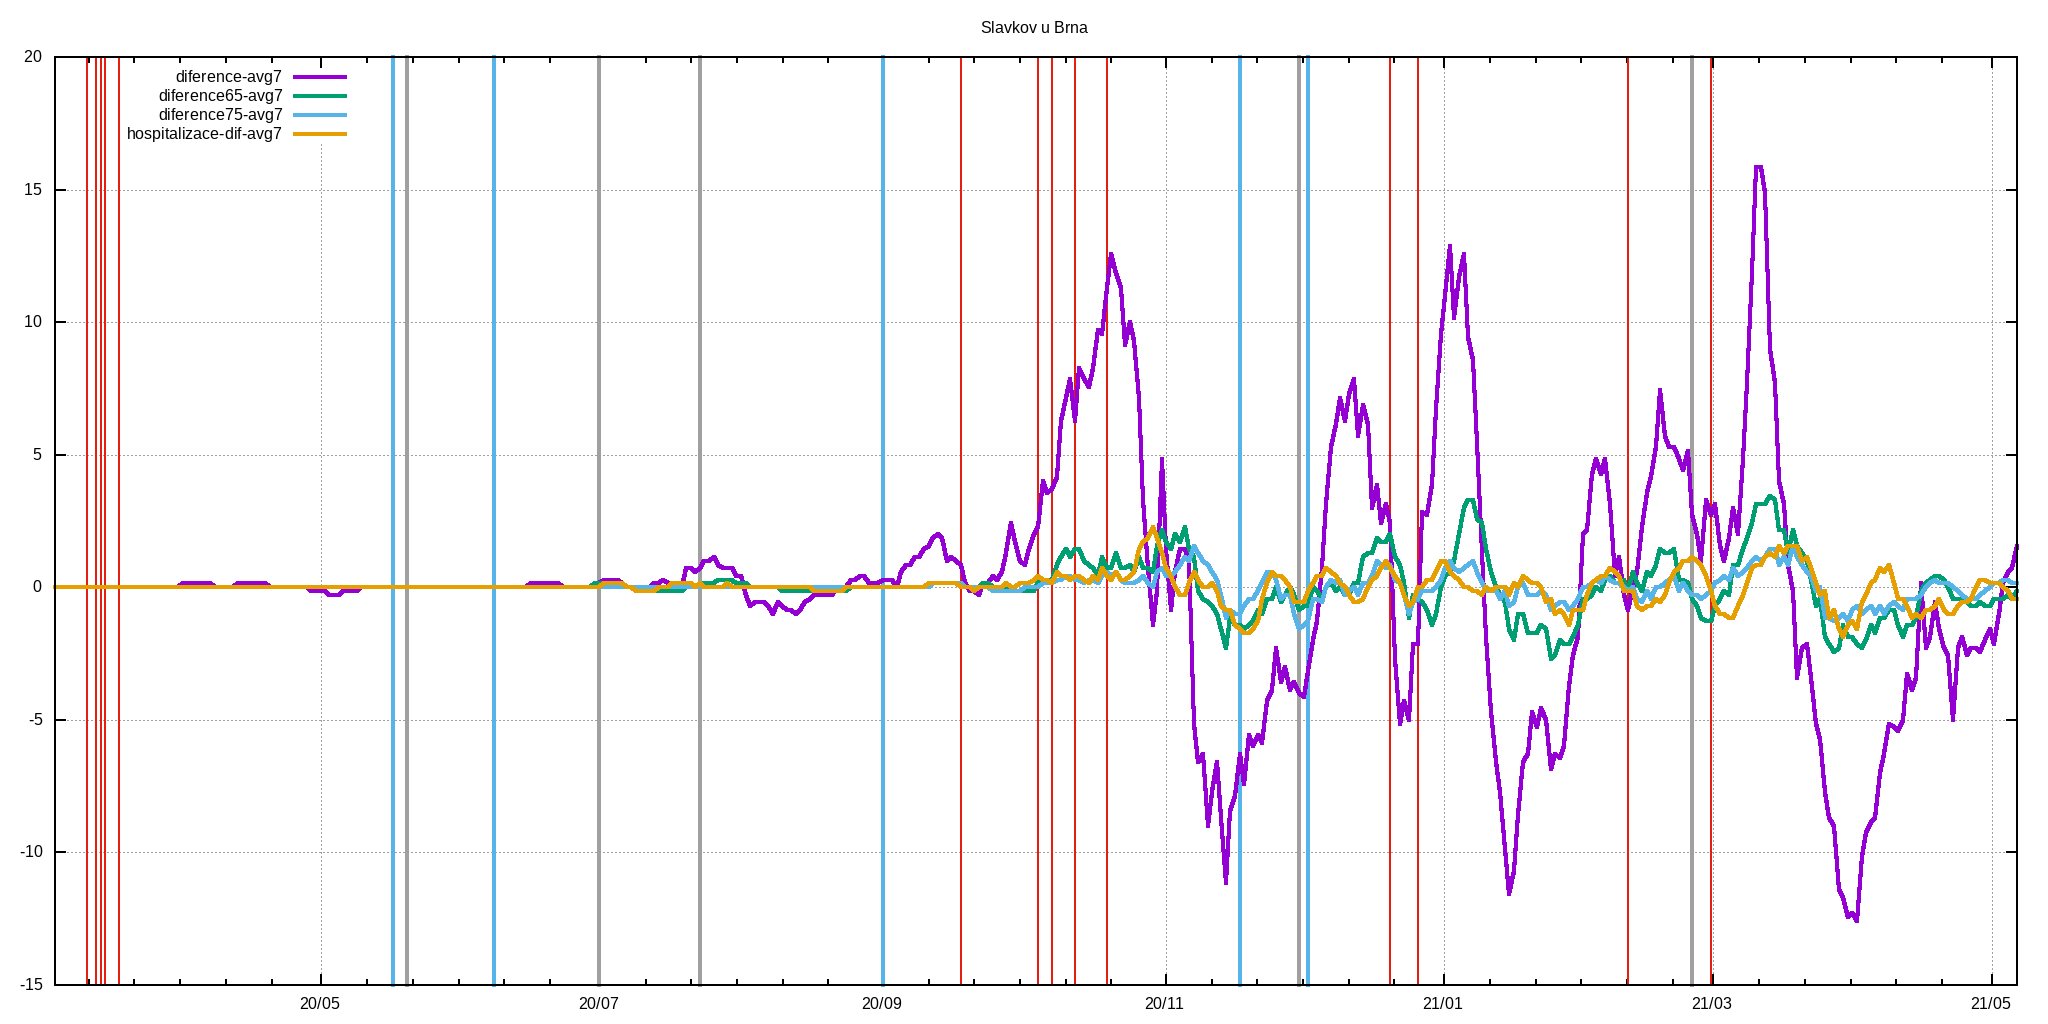 Slavkov u Brna
20
15
10
5
0
-5
-10
-15
diference-avg7
diference65-avg7
diference75-avg7
hospitalizace-dif-avg7
20/05 20/07 20/09 20/11 21/01 21/03 21/05